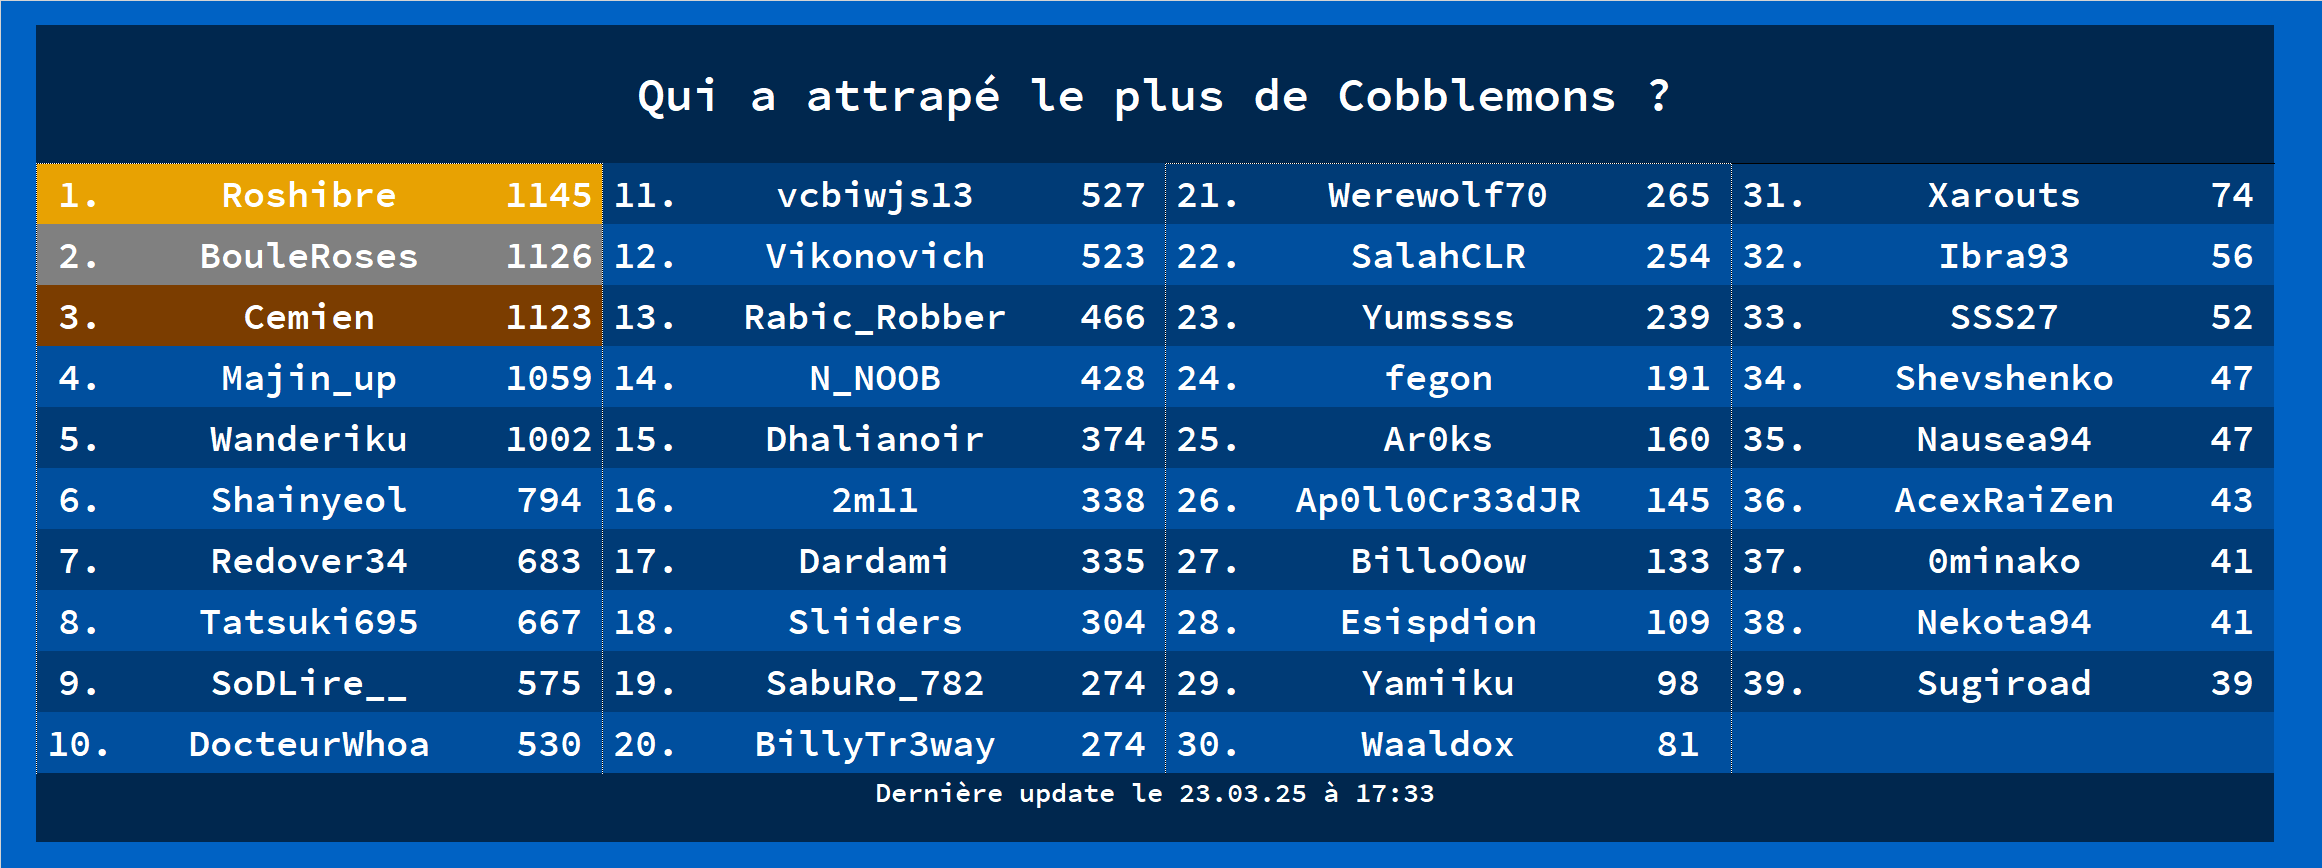 Qui a attrapé le plus de Cobblemons ?
1. Roshibre 1145
2. BouleRoses 1126
3. Cemien 1123
4. Majin_up 1059
5. Wanderiku 1002
6. Shainyeol 794
7. Redover34 683
8. Tatsuki695 667
9. SoDLire__ 575
10. DocteurWhoa 530
11. vcbiwjs13 527
12. Vikonovich 523
13. Rabic_Robber 466
14. N_NOOB 428
15. Dhalianoir 374
16. 2m11 338
17. Dardami 335
18. Sliiders 304
19. SabuRo_782 274
20. BillyTr3way 274
21. Werewolf70 265
22. SalahCLR 254
23. Yumssss 239
24. fegon 191
25. Ar0ks 160
26. Ap0ll0Cr33dJR 145
27. BilloOow 133
28. Esispdion 109
29. Yamiiku 98
30. Waaldox 81
31. Xarouts 74
32. Ibra93 56
33. SSS27 52
34. Shevshenko 47
35. Nausea94 47
36. AcexRaiZen 43
37. 0minako 41
38. Nekota94 41
39. Sugiroad 39
Dernière update le 23.03.25 à 17:33